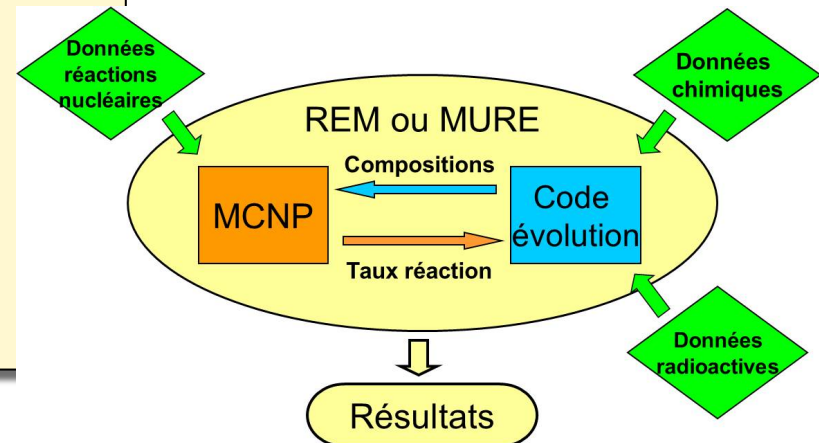 Données
réactions
nucléaires
Données
chimiques
REM ou MURE
Compositions
MCNP
Code
évolution
Taux réaction
Données
radioactives
Résultats